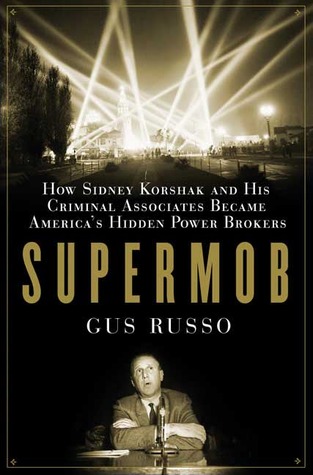 How Sidney Korshak and His
Criminal Associates Became
America's Hidden Power Brokers
SUPERMOB
GUS RUSSO